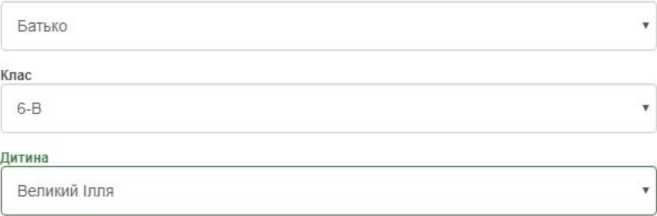 Батько
Клас
6-В
Дитина
Великий Ілля